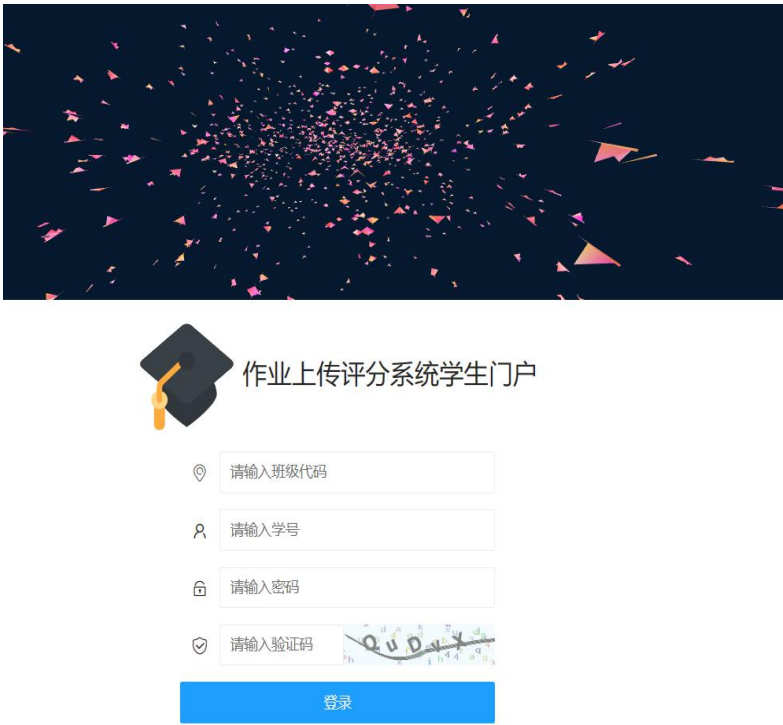 作业上传评分系统学生门户
请输入班级代码
请输入学号
请输入密码
请输入验证码
登录